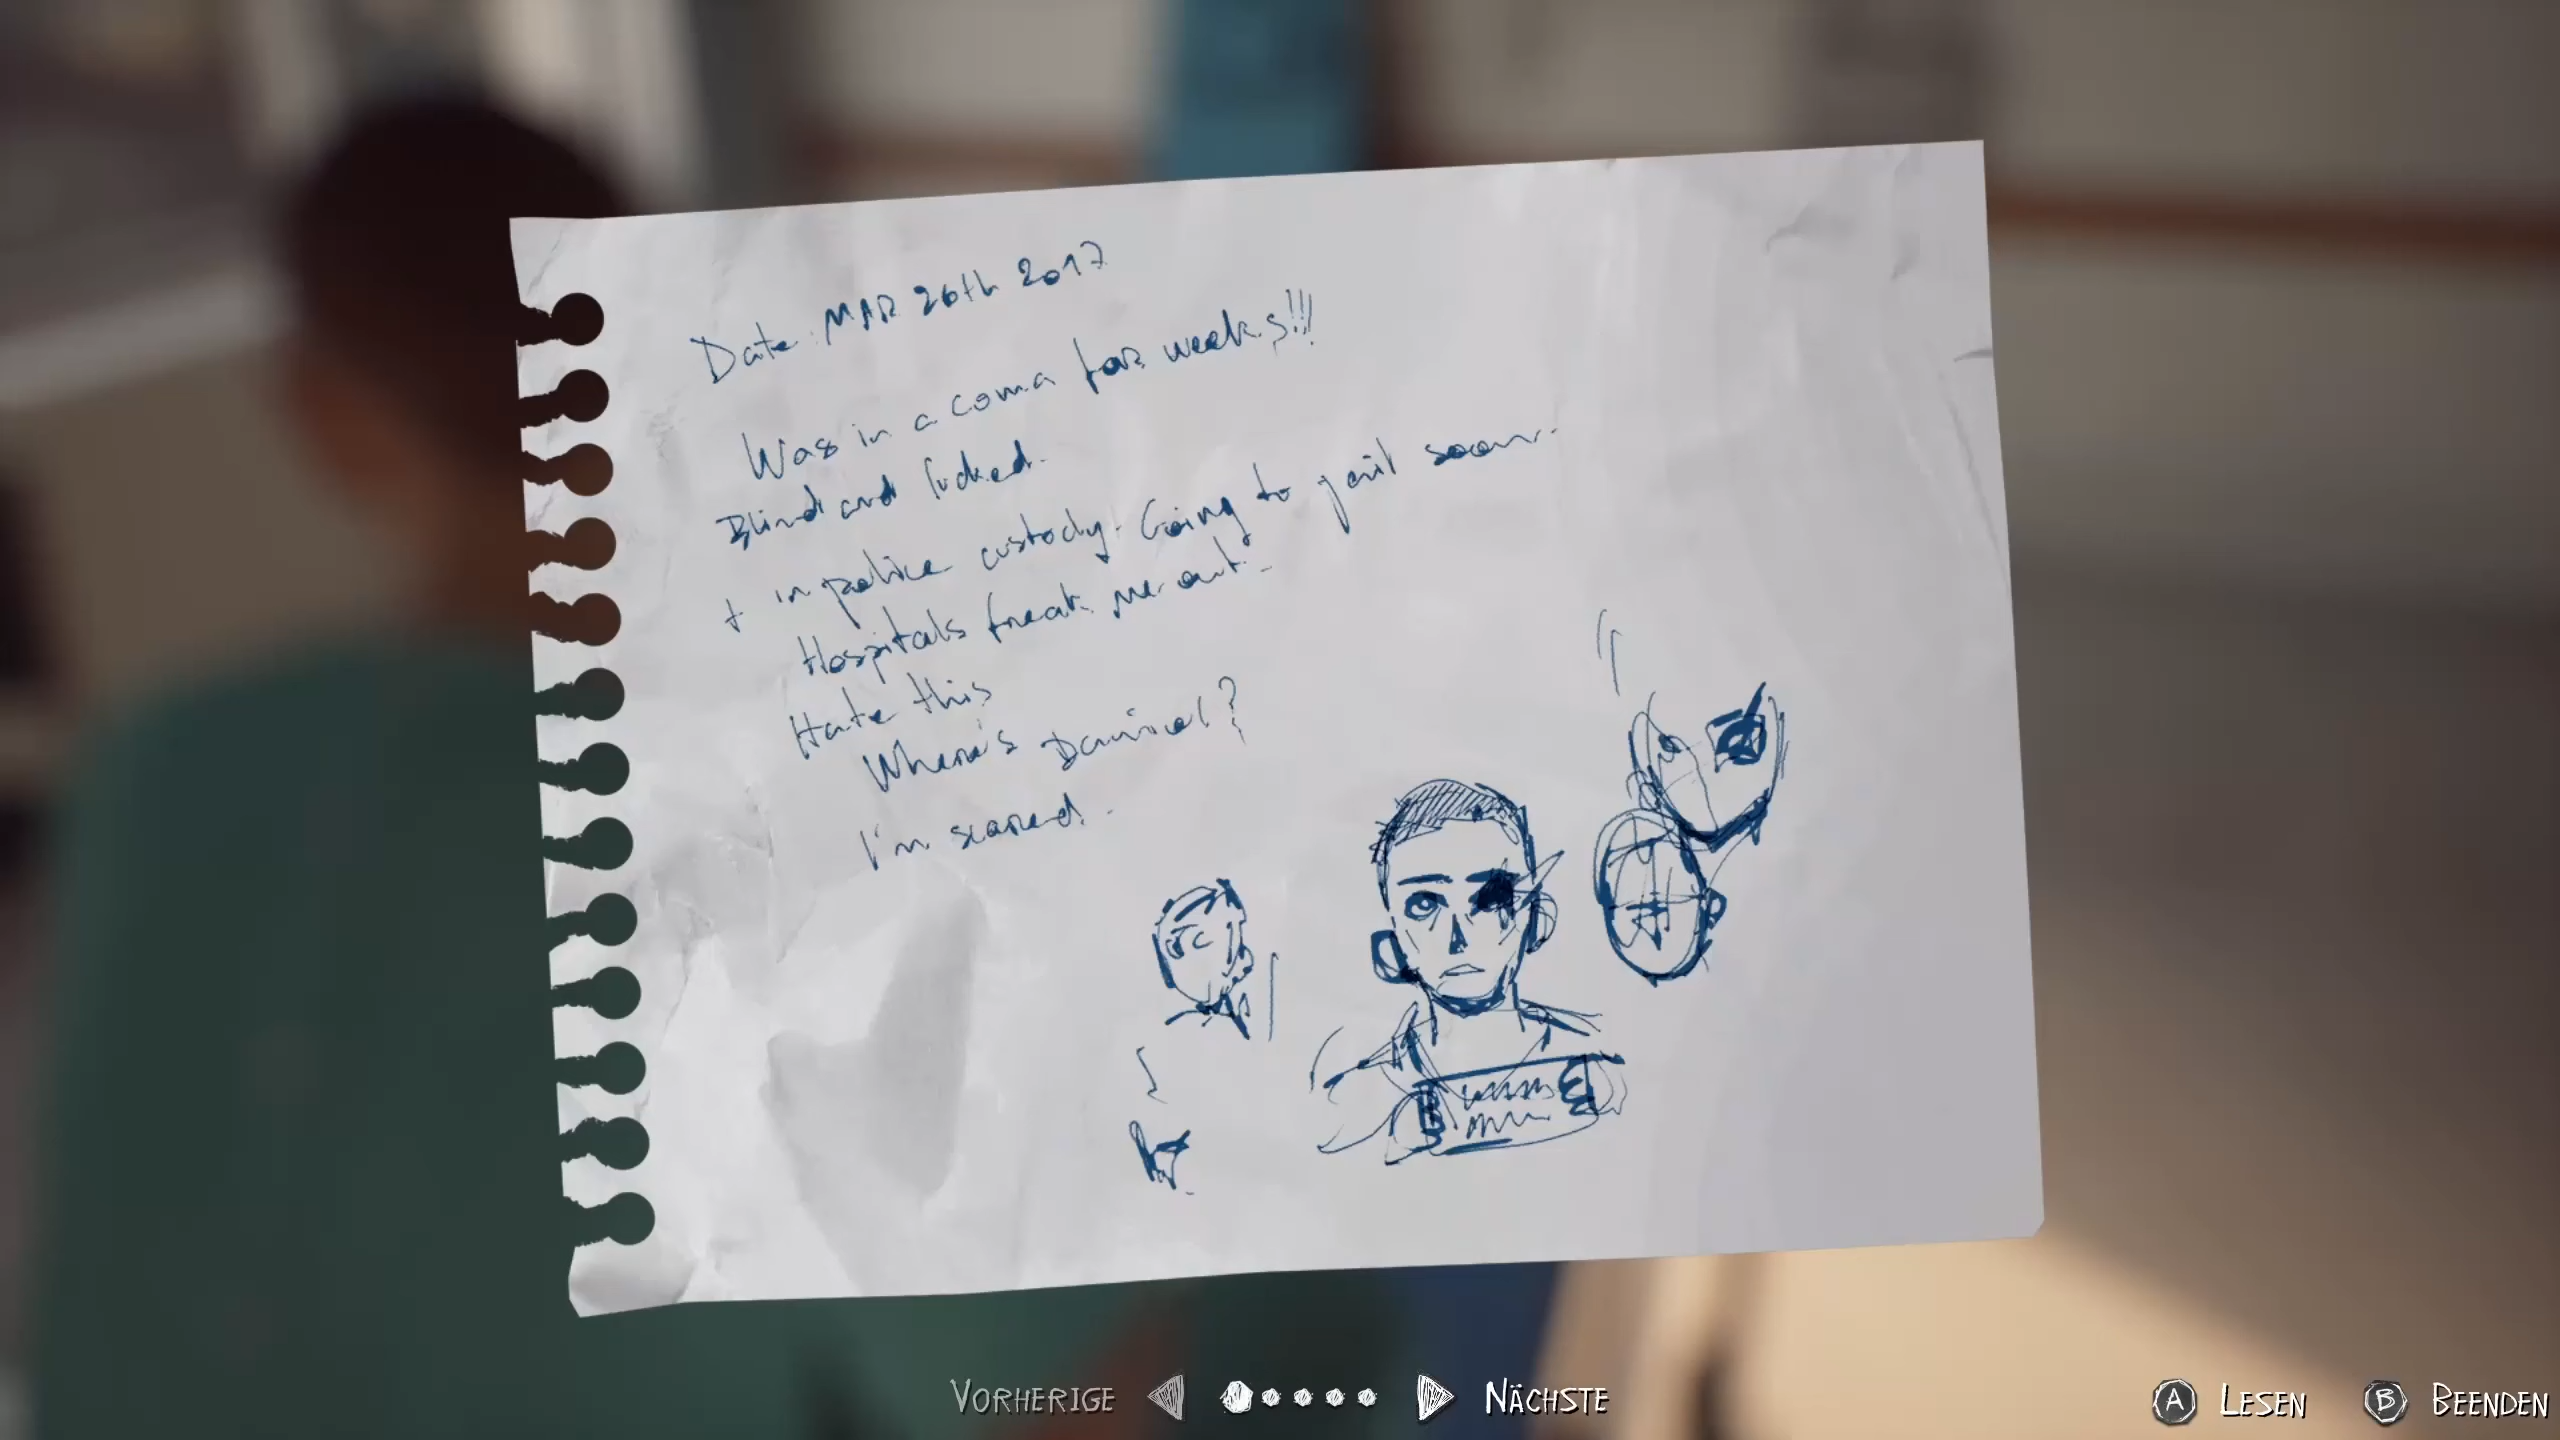 Date: MAR 26th 2017
Was in a coma for weeks!!!
Blind and fucked.
+ in police custody. Going to jail soon.
Hospitals freak me out.
Hate this
Where's Daniel?
I'm scared.
VORHERIGE
NÄCHSTE
A LESEN
B BEENDEN